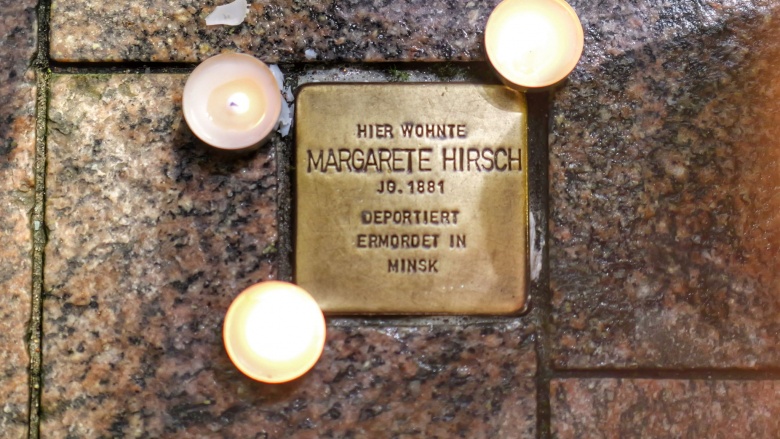 HIER WOHNTE
MARGARETE HIRSCH
JG. 1881
DEPORTIERT
ERMORDET IN
MINSK